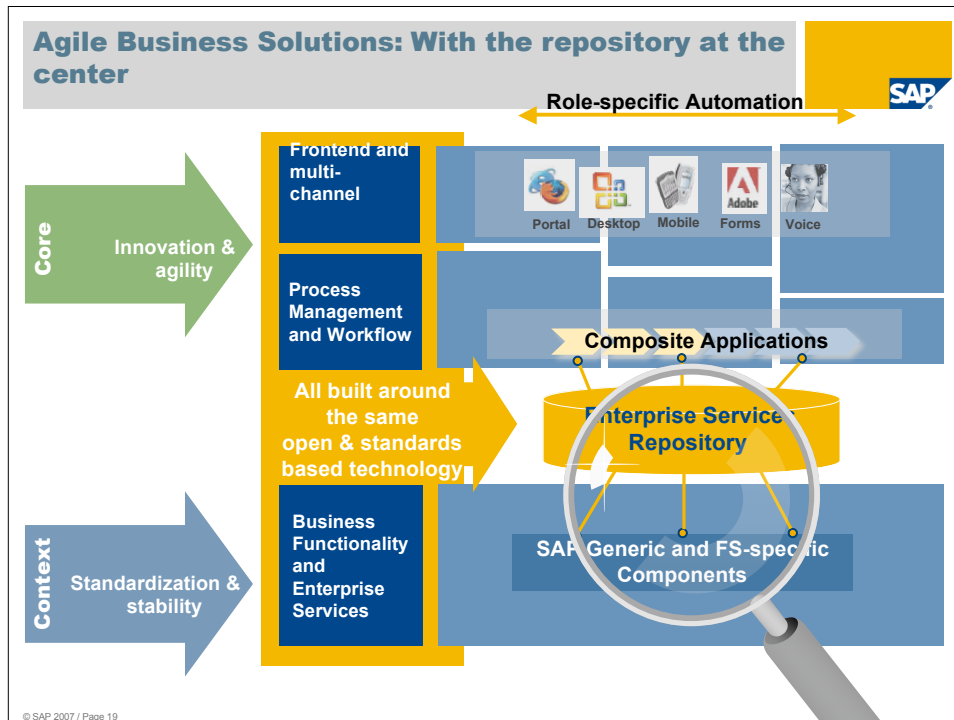 Agile Business Solutions: With the repository at the
center
SAP
Role-specific Automation
Frontend and
multi-
channel
Portal
Desktop
Mobile
Adobe
Forms
Voice
Core
Innovation &
agility
Process
Management
and Workflow
Composite Applications
All built around
the same
open & standards
based technology
Enterprise Services
Repository
Context
Standardization &
stability
Business
Functionality
and
Enterprise
Services
SAP Generic and FS-specific
Components
© SAP 2007 / Page 19